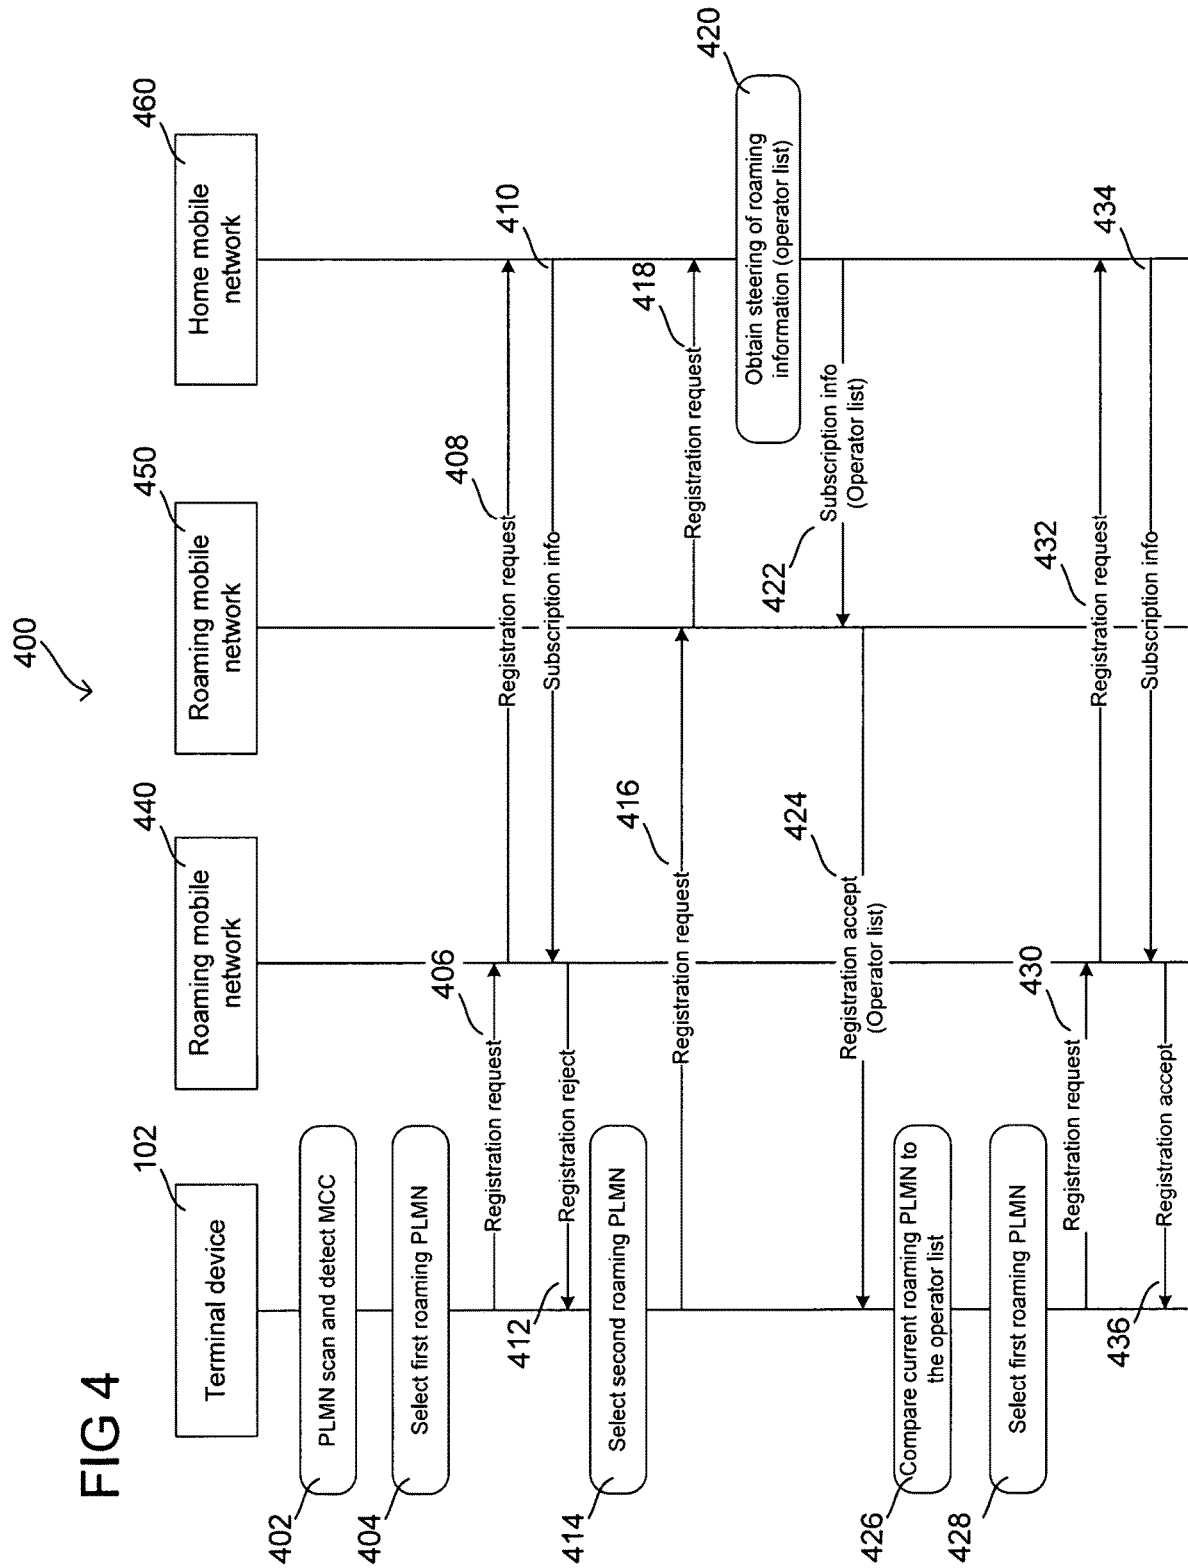 FIG 4
400
102
Terminal device
440
Roaming mobile
network
450
Roaming mobile
network
460
Home mobile
network
402
PLMN scan and detect MCC
404
Select first roaming PLMN
406
Registration request
408
Registration request
410
Subscription info
412
Registration reject
414
Select second roaming PLMN
416
Registration request
418
Registration request
420
Obtain steering of roaming
information (operator list)
422
Subscription info
(Operator list)
424
Registration accept
(Operator list)
426
Compare current roaming PLMN to
the operator list
428
Select first roaming PLMN
430
Registration request
432
Registration request
434
Subscription info
436
Registration accept